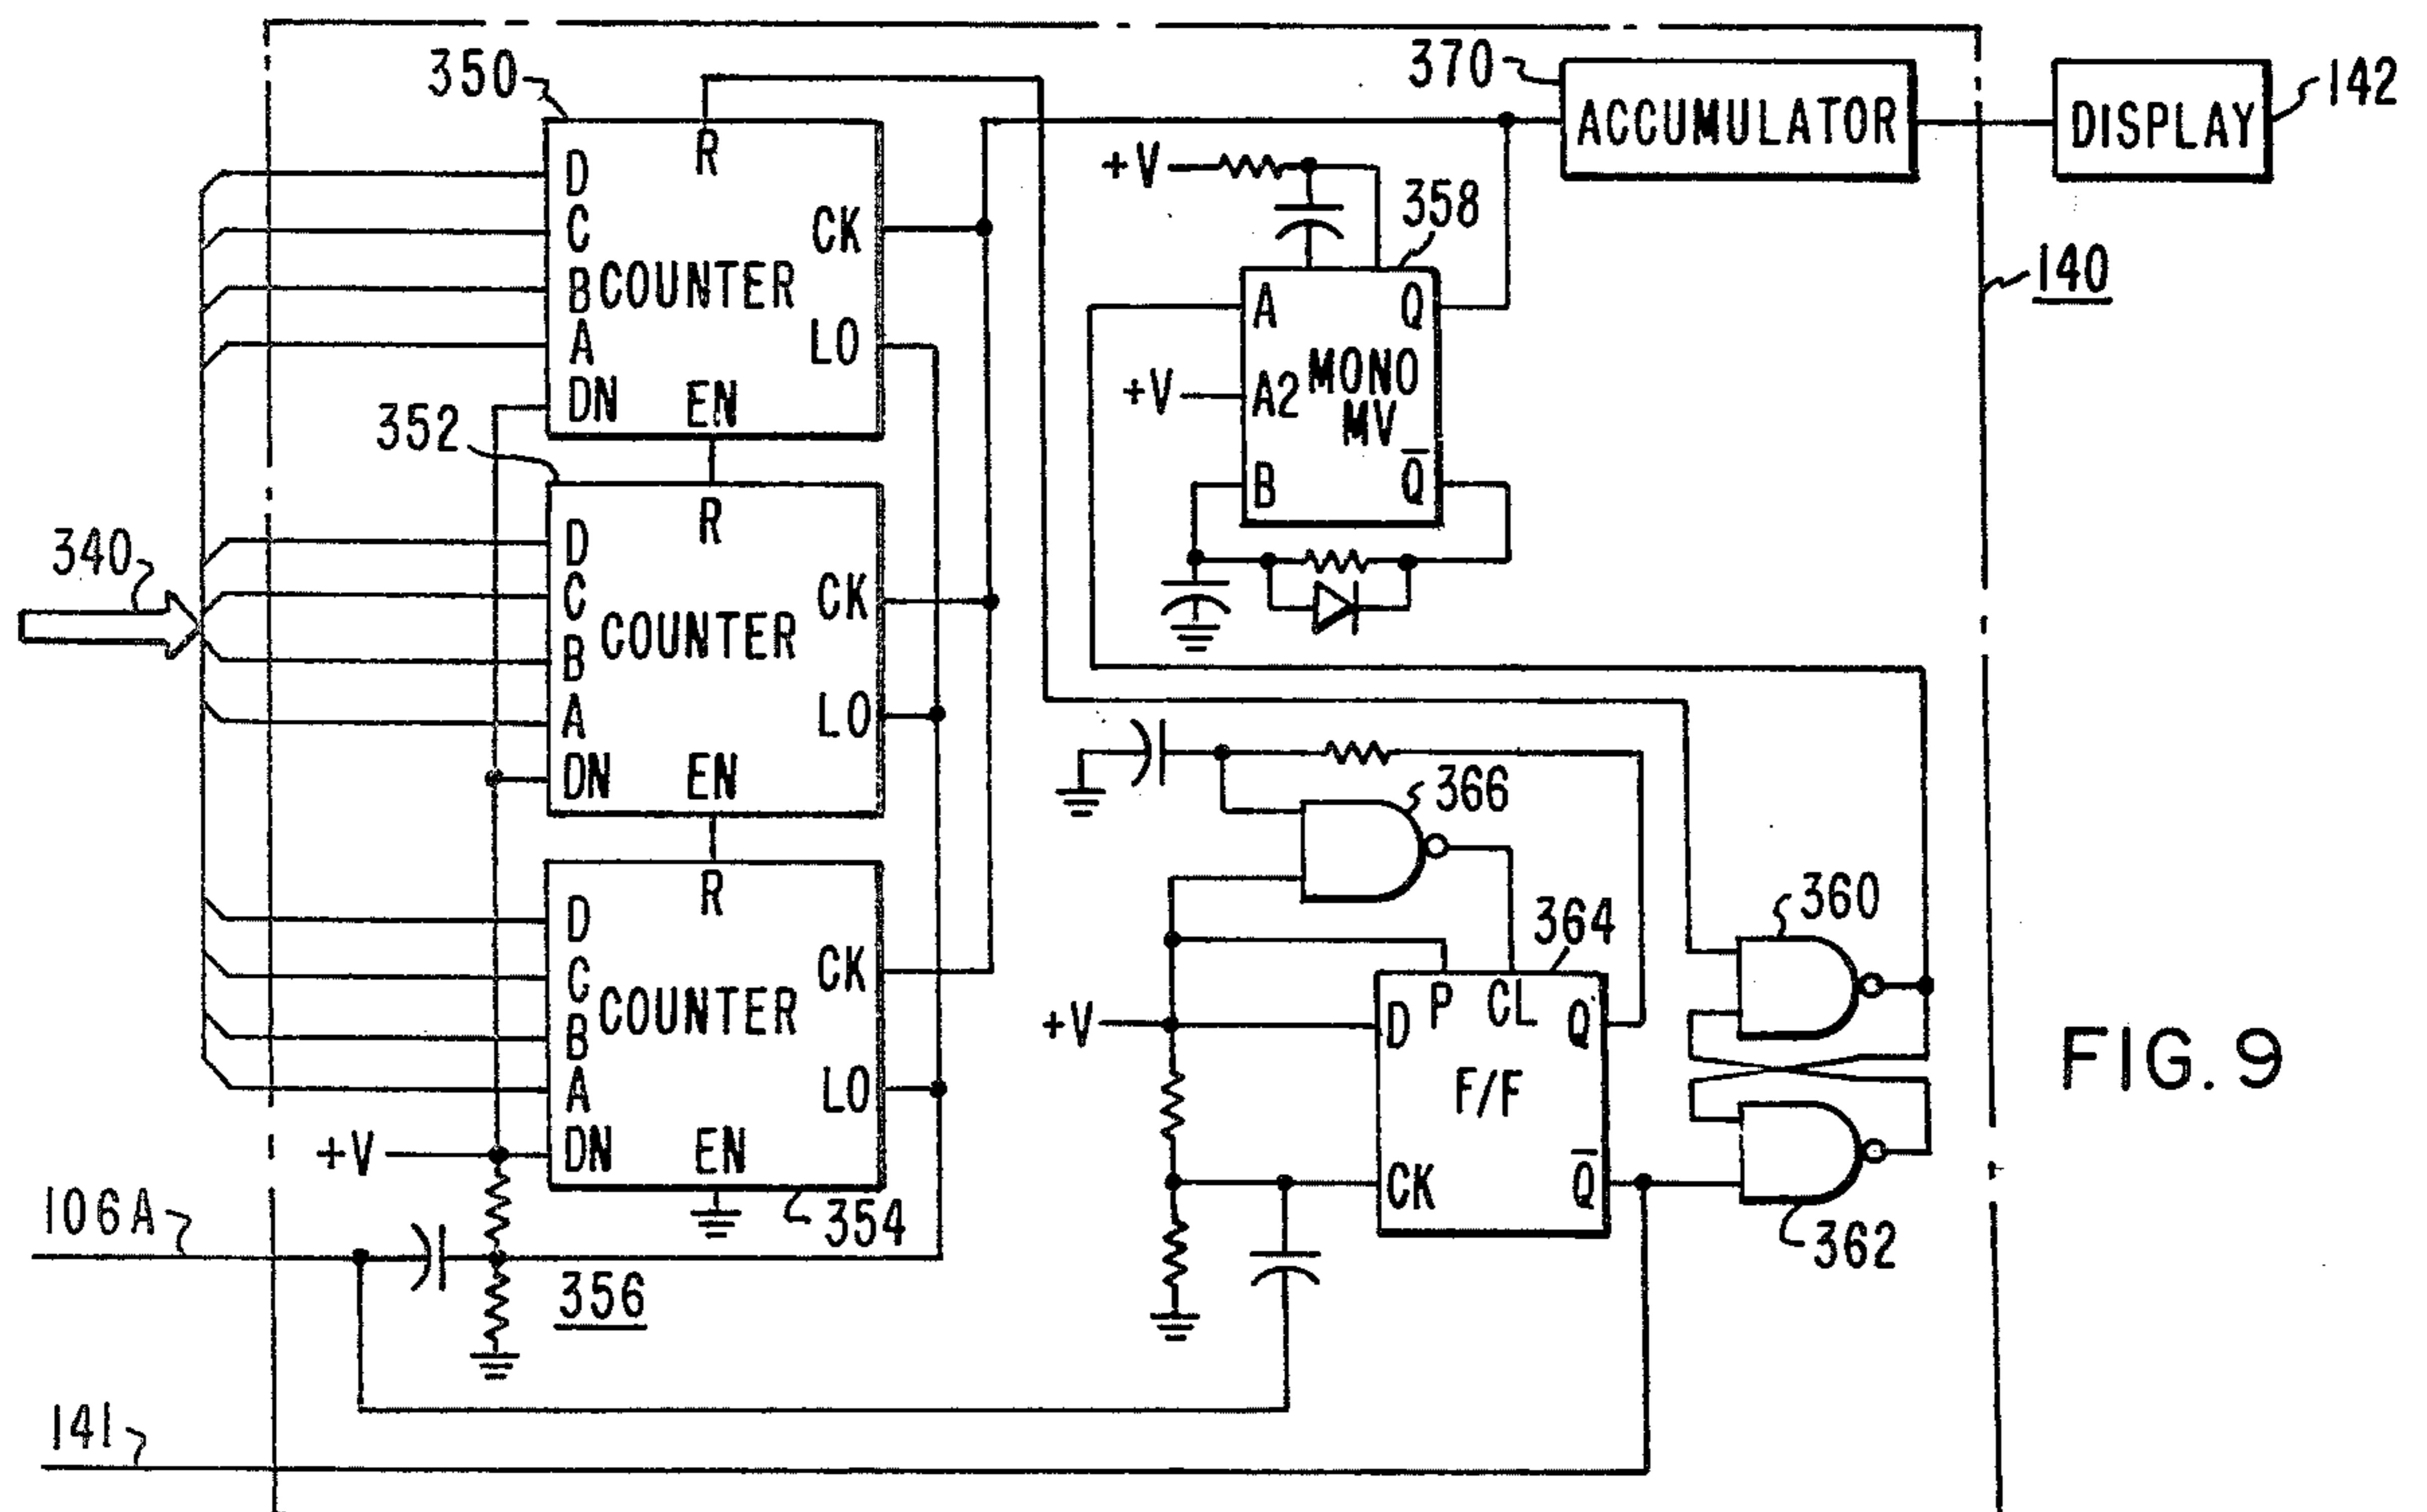 350
370
ACCUMULATOR
DISPLAY
142
R
D
C
B
A
DN
COUNTER
CK
LO
EN
+V
358
A
A2
B
MONO
MV
Q
Q̅
+V
140
352
R
D
C
B
A
DN
COUNTER
CK
LO
EN
340
366
R
D
C
B
A
DN
COUNTER
CK
LO
EN
+V
354
364
360
+V
D
P
CL
Q
F/F
CK
Q̅
362
FIG. 9
106A
356
141